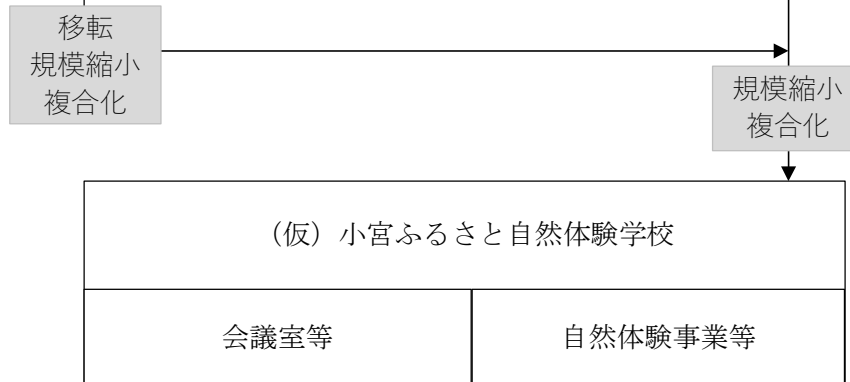 移転
規模縮小
複合化
規模縮小
複合化
（仮）小宮ふるさと自然体験学校
会議室等
自然体験事業等